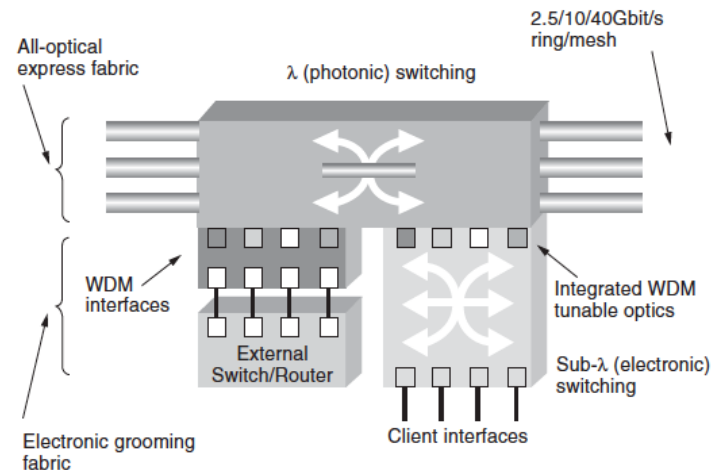 2.5/10/40Gbit/s
ring/mesh
All-optical
express fabric
λ (photonic) switching
WDM
interfaces
Integrated WDM
tunable optics
External
Switch/Router
Sub-λ (electronic)
switching
Client interfaces
Electronic grooming
fabric